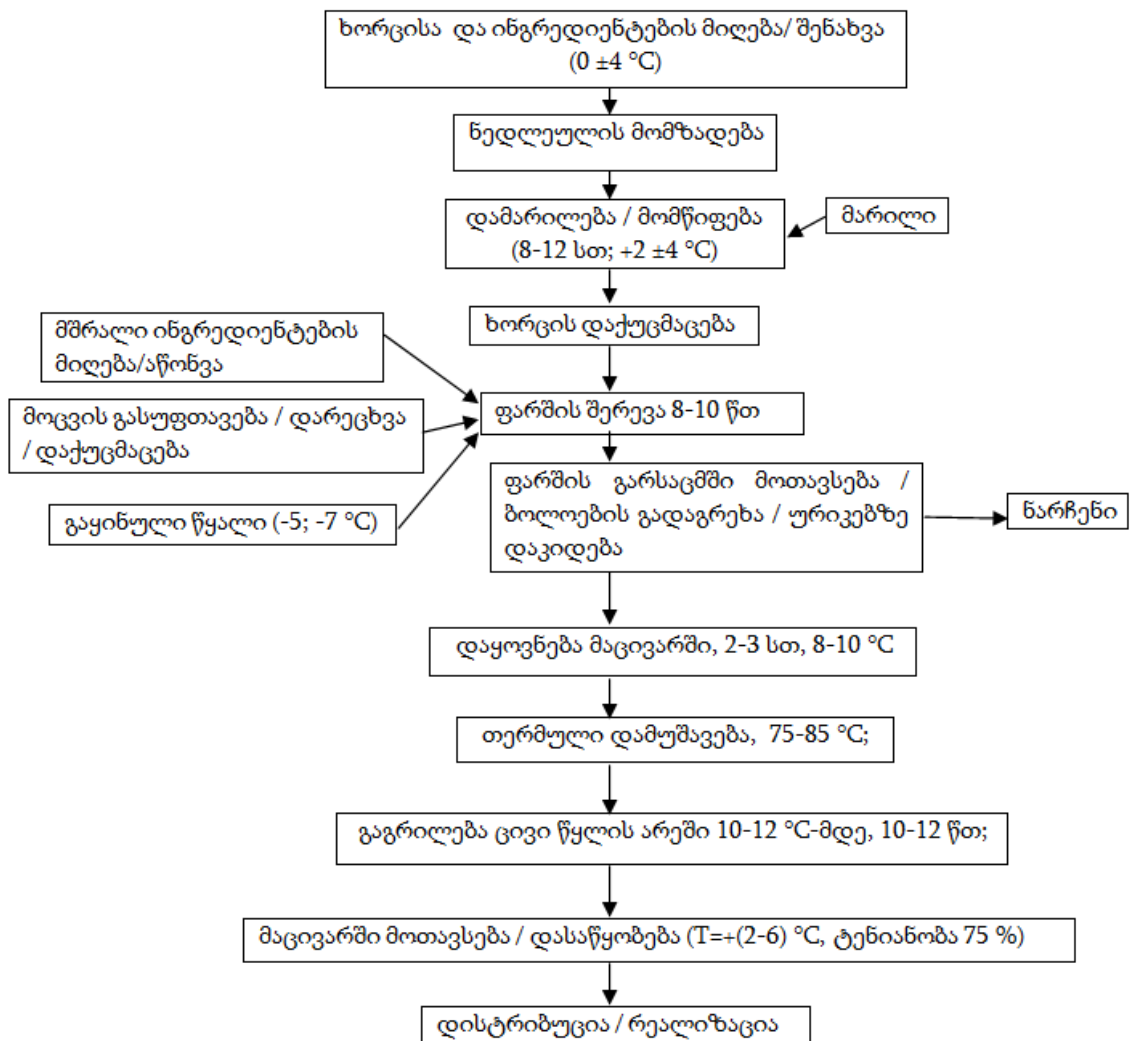 ხორცისა და ინგრედიენტების მიღება/ შენახვა
(0 ±4 °C)
ნედლეულის მომზადება
დამარილება / მომწიფება
(8-12 სთ; +2 ±4 °C)
მარილი
ხორცის დაქუცმაცება
მშრალი ინგრედიენტების
მიღება/აწონვა
მოცვის გასუფთავება / დარეცხვა
/ დაქუცმაცება
გაყინული წყალი (-5; -7 °C)
ფარშის შერევა 8-10 წთ
ფარშის გარსაცმში მოთავსება /
ბოლოების გადაგრეხა / ურიკებზე
დაკიდება
ნარჩენი
დაყოვნება მაცივარში, 2-3 სთ, 8-10 °C
თერმული დამუშავება, 75-85 °C;
გაგრილება ცივი წყლის არეში 10-12 °C-მდე, 10-12 წთ;
მაცივარში მოთავსება / დასაწყობება (T=+(2-6) °C, ტენიანობა 75 %)
დისტრიბუცია / რეალიზაცია